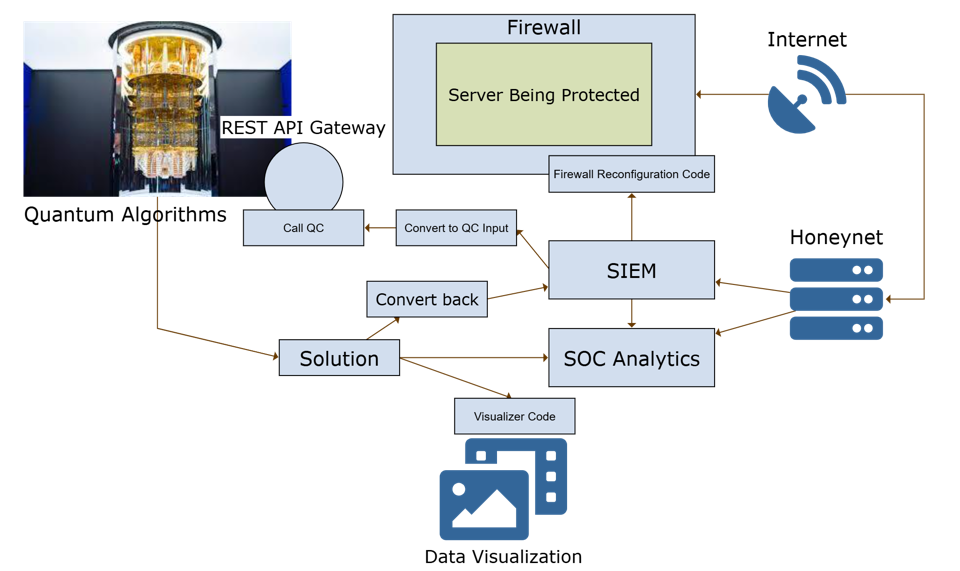 Firewall
Internet
Server Being Protected
REST API Gateway
Firewall Reconfiguration Code
Quantum Algorithms
Call QC
Convert to QC Input
Honeynet
SIEM
Convert back
Solution
SOC Analytics
Visualizer Code
Data Visualization